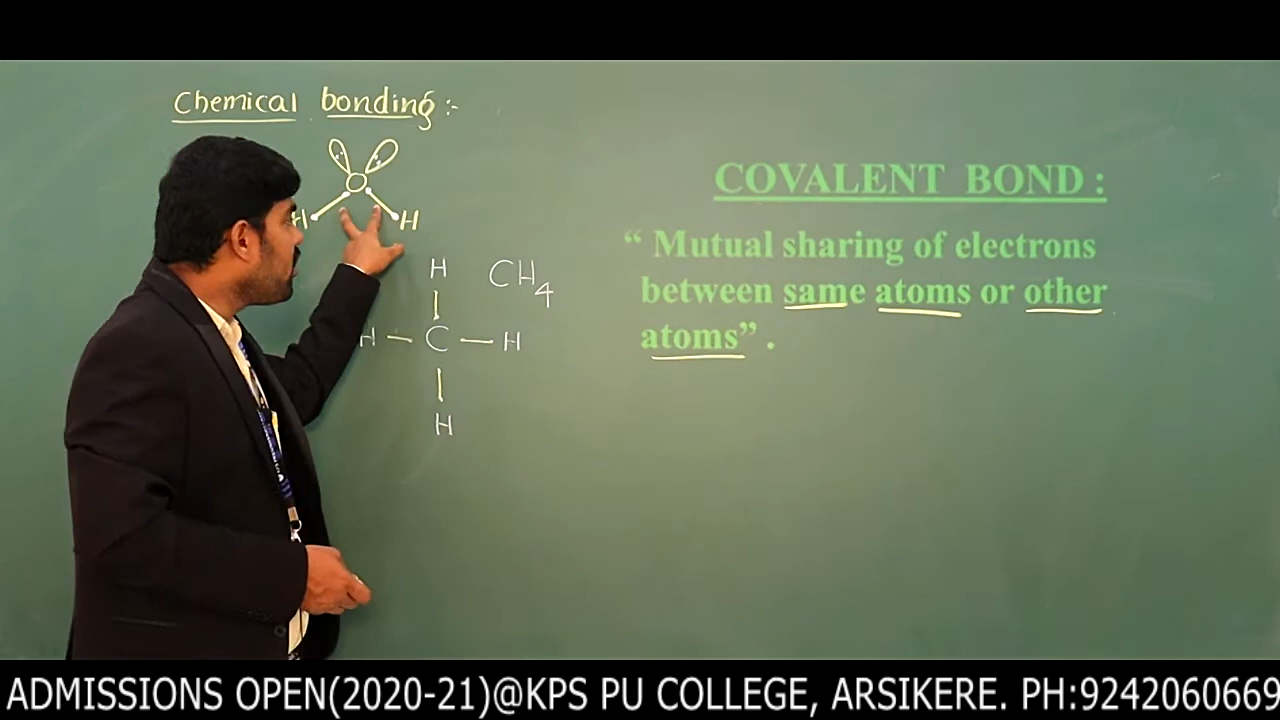 Chemical bonding:-
O
H H
H CH4
H - C - H
H
COVALENT BOND :
“ Mutual sharing of electrons
between same atoms or other
atoms” .
ADMISSIONS OPEN(2020-21)@KPS PU COLLEGE, ARSIKERE. PH:9242060669